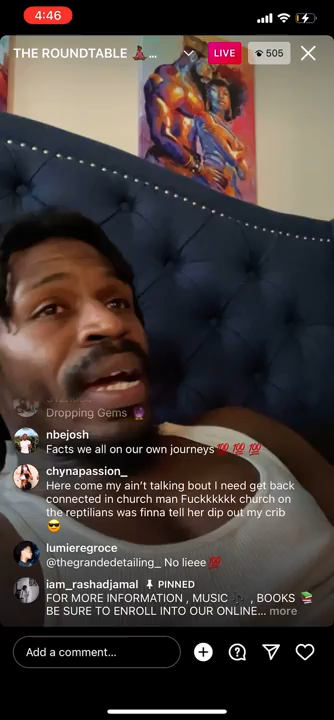 4:46
THE ROUNDTABLE 🧘🏾‍♂️ ...
LIVE
505
Dropping Gems 🔮
nbejosh
Facts we all on our own journeys💯 💯 💯
chynapassion_
Here come my ain't talking bout I need get back
connected in church man Fuckkkkkk church on
the reptilians was finna tell her dip out my crib
😎
lumieregroce
@thegrandedetailing_ No lieee 💯
iam_rashadjamal PINNED
FOR MORE INFORMATION , MUSIC 🎶 , BOOKS 📚
BE SURE TO ENROLL INTO OUR ONLINE... more
Add a comment...